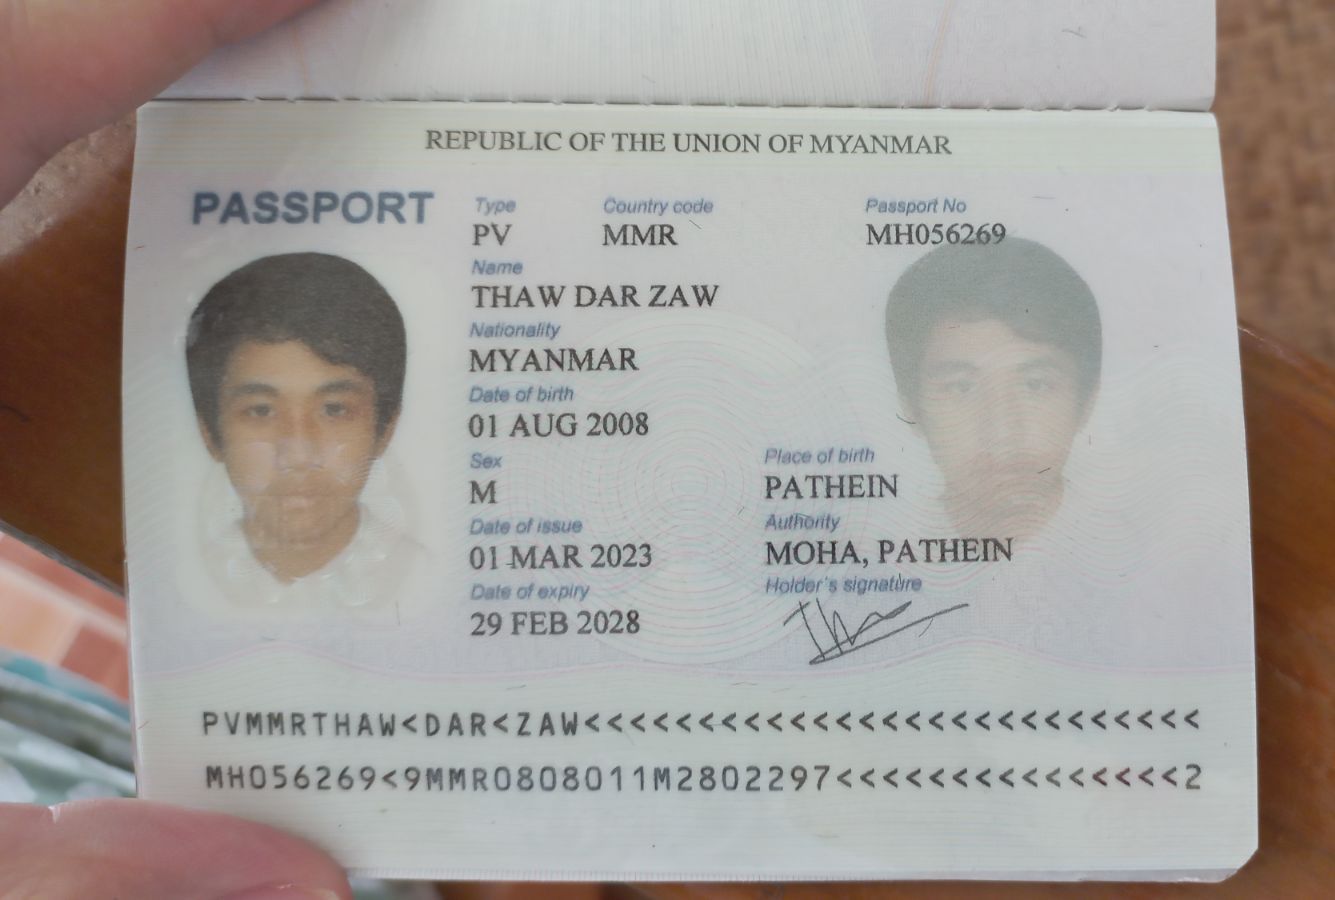 REPUBLIC OF THE UNION OF MYANMAR
PASSPORT
Type Country code Passport No
PV MMR MH056269
Name
THAW DAR ZAW
Nationality
MYANMAR
Date of birth
01 AUG 2008
Sex Place of birth
M PATHEIN
Date of issue Authority
01 MAR 2023 MOHA, PATHEIN
Date of expiry Holder's signature
29 FEB 2028
PVMMRTHAW<DAR<ZAW<<<<<<<<<<<<<<<<<<<<<<<<<<<
MH056269<9MMR0808011M2802297<<<<<<<<<<<<<<<2